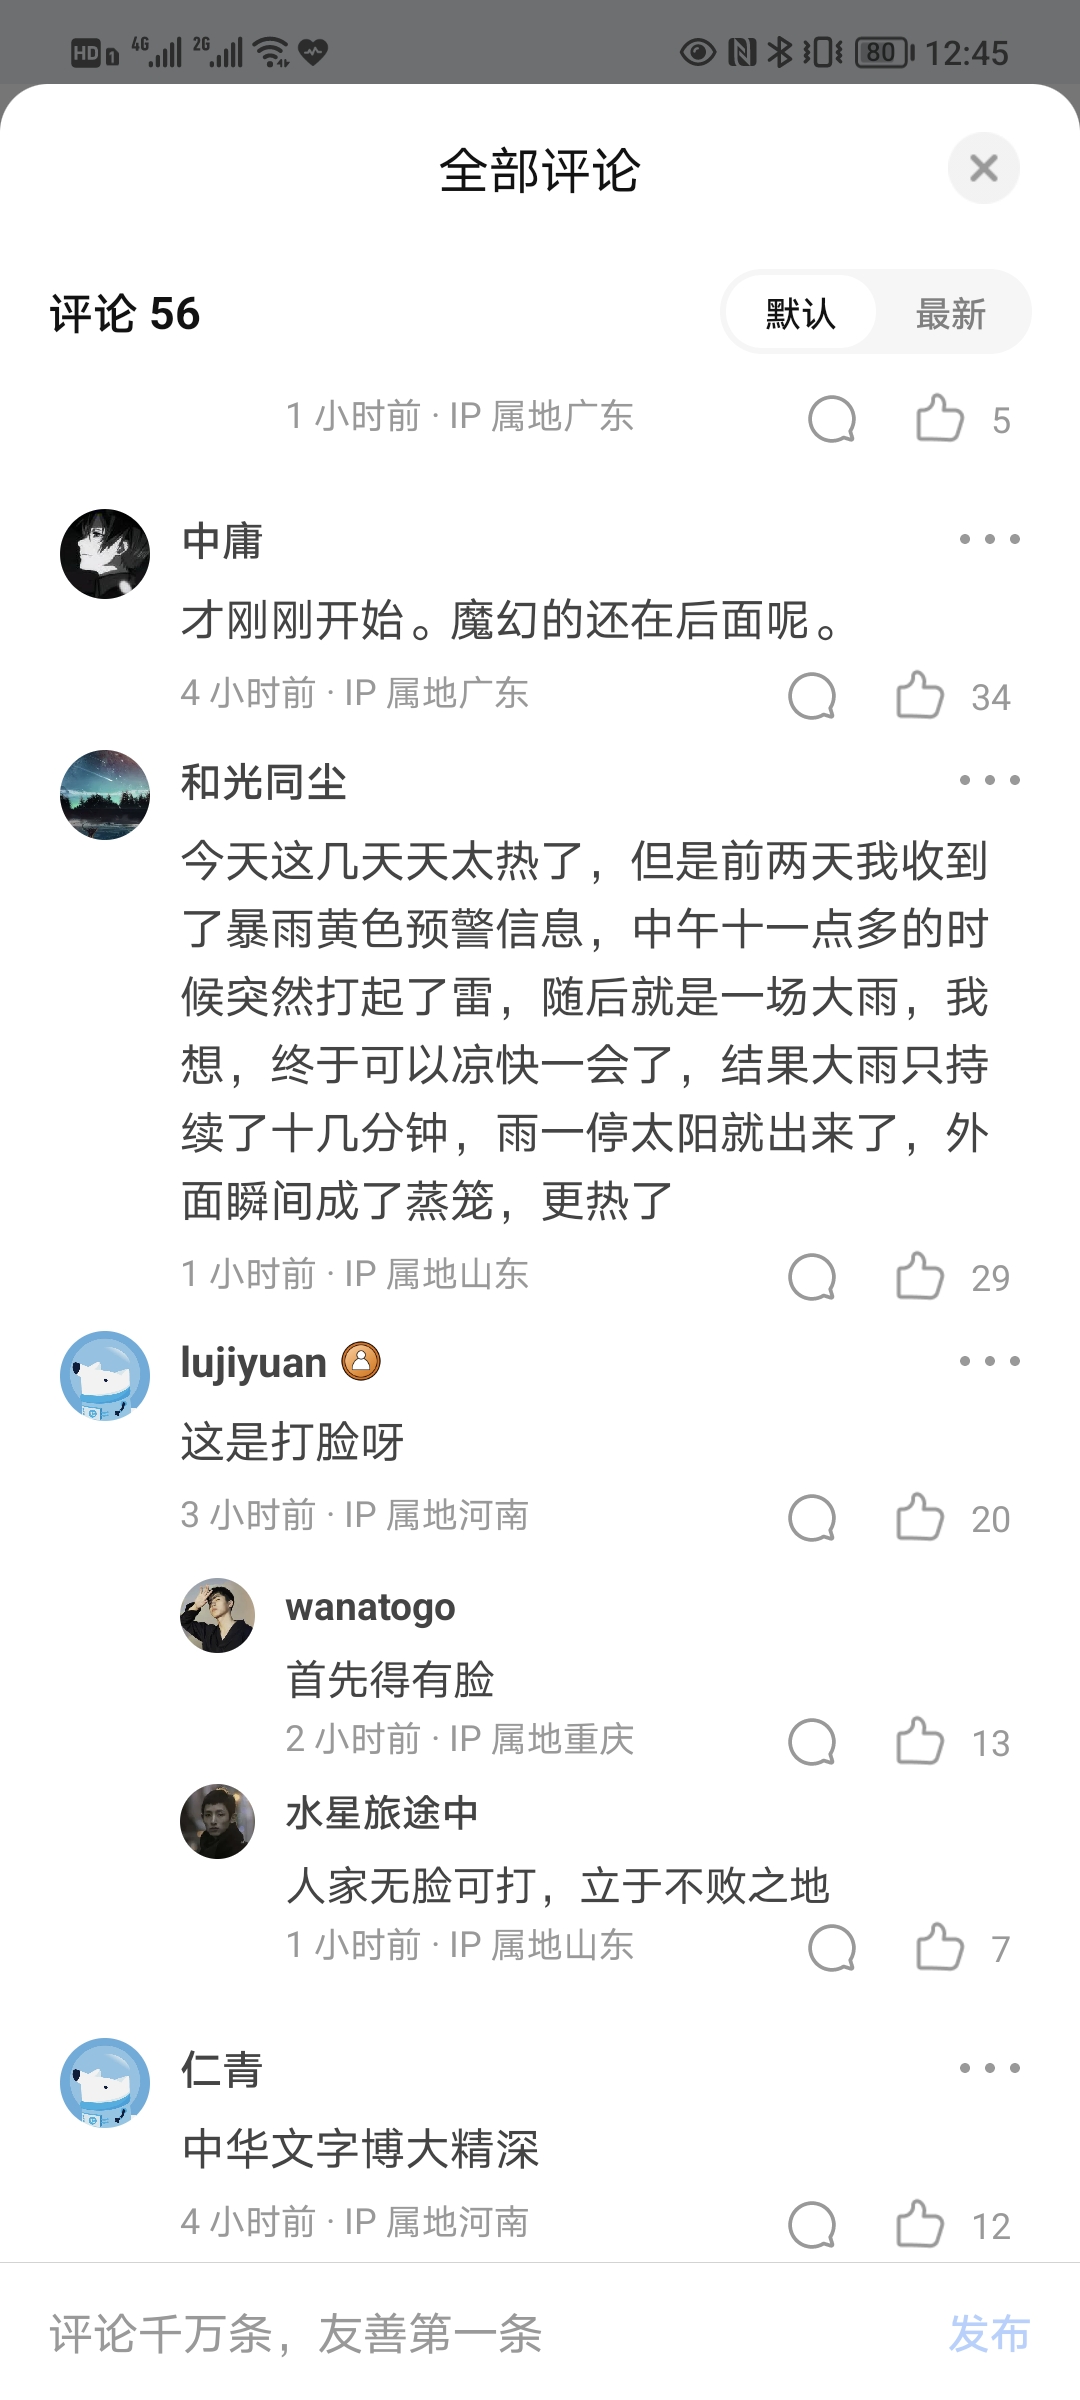 HD 1 4G 2G 80 12:45
全部评论
评论 56 默认 最新
1 小时前 · IP 属地广东 5
中庸
才刚刚开始。魔幻的还在后面呢。
4 小时前 · IP 属地广东 34
和光同尘
今天这几天天太热了，但是前两天我收到
了暴雨黄色预警信息，中午十一点多的时
候突然打起了雷，随后就是一场大雨，我
想，终于可以凉快一会了，结果大雨只持
续了十几分钟，雨一停太阳就出来了，外
面瞬间成了蒸笼，更热了
1 小时前 · IP 属地山东 29
lujiyuan
这是打脸呀
3 小时前 · IP 属地河南 20
wanatogo
首先得有脸
2 小时前 · IP 属地重庆 13
水星旅途中
人家无脸可打，立于不败之地
1 小时前 · IP 属地山东 7
仁青
中华文字博大精深
4 小时前 · IP 属地河南 12
评论千万条，友善第一条 发布